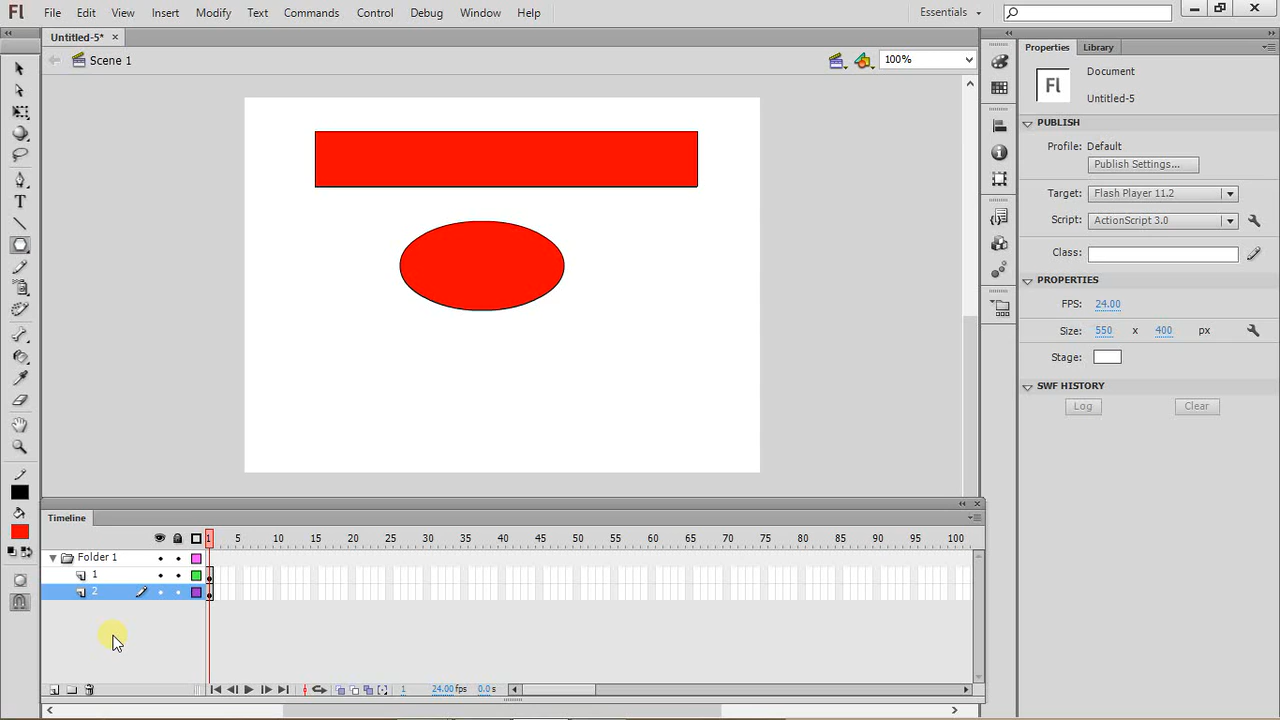 Fl File Edit View Insert Modify Text Commands Control Debug Window Help Essentials
Untitled-5* ×
Scene 1 100%
Properties Library
Fl Document
Untitled-5
PUBLISH
Profile: Default
Publish Settings...
Target: Flash Player 11.2
Script: ActionScript 3.0
Class:
PROPERTIES
FPS: 24.00
Size: 550 x 400 px
Stage:
SWF HISTORY
Log Clear
T
Timeline
1 5 10 15 20 25 30 35 40 45 50 55 60 65 70 75 80 85 90 95 100
Folder 1
1
2
1 24.00 fps 0.0 s